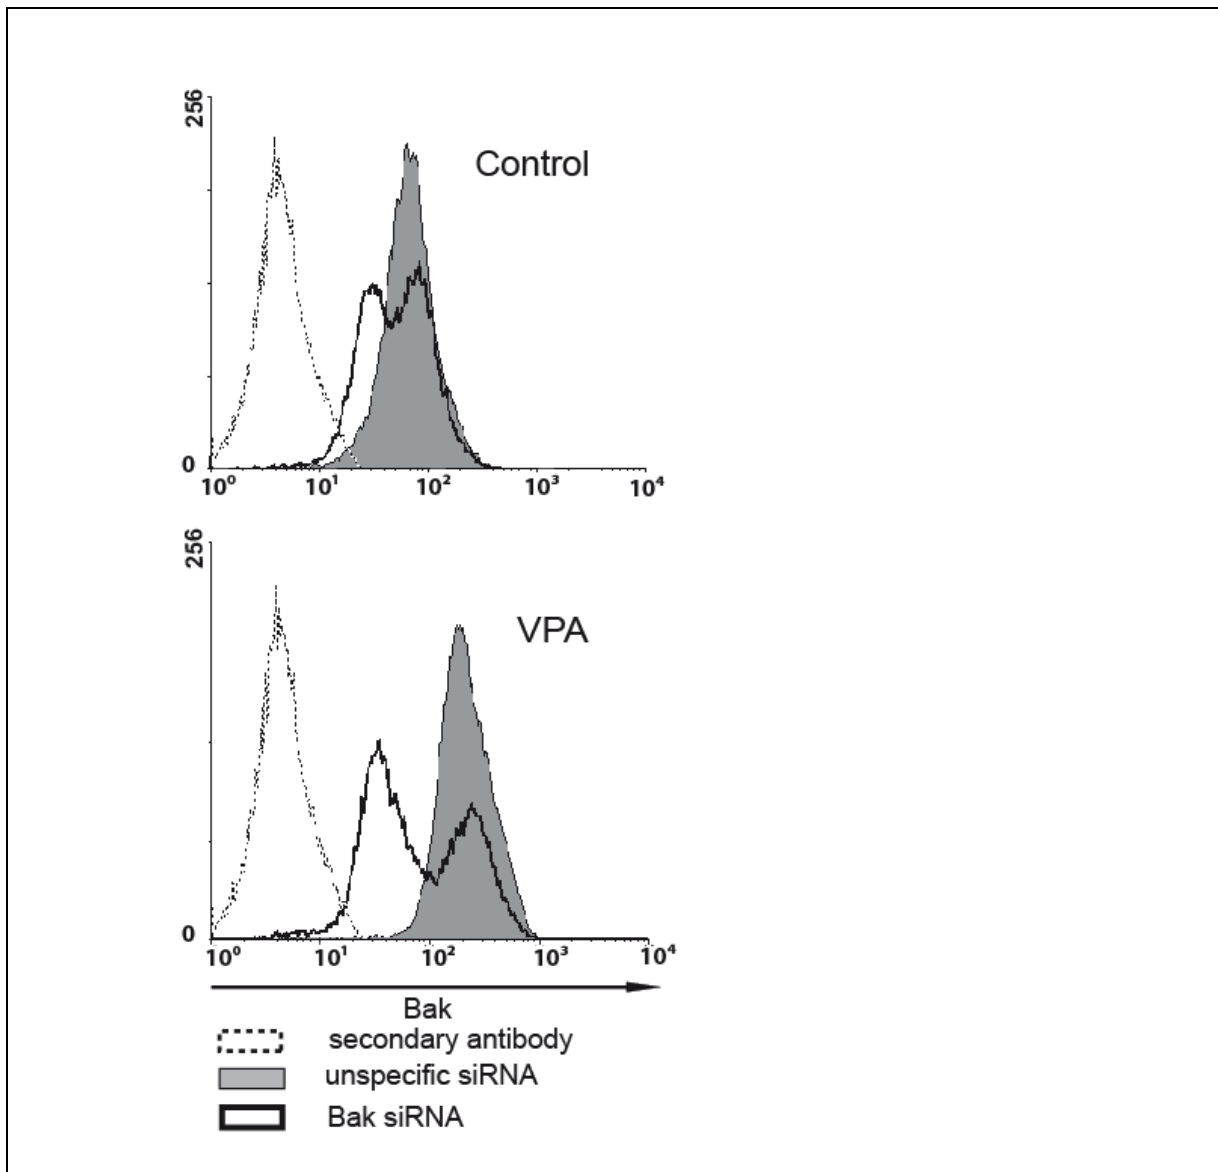 256
Control
0
10⁰ 10¹ 10² 10³ 10⁴
256
VPA
0
10⁰ 10¹ 10² 10³ 10⁴
Bak
secondary antibody
unspecific siRNA
Bak siRNA